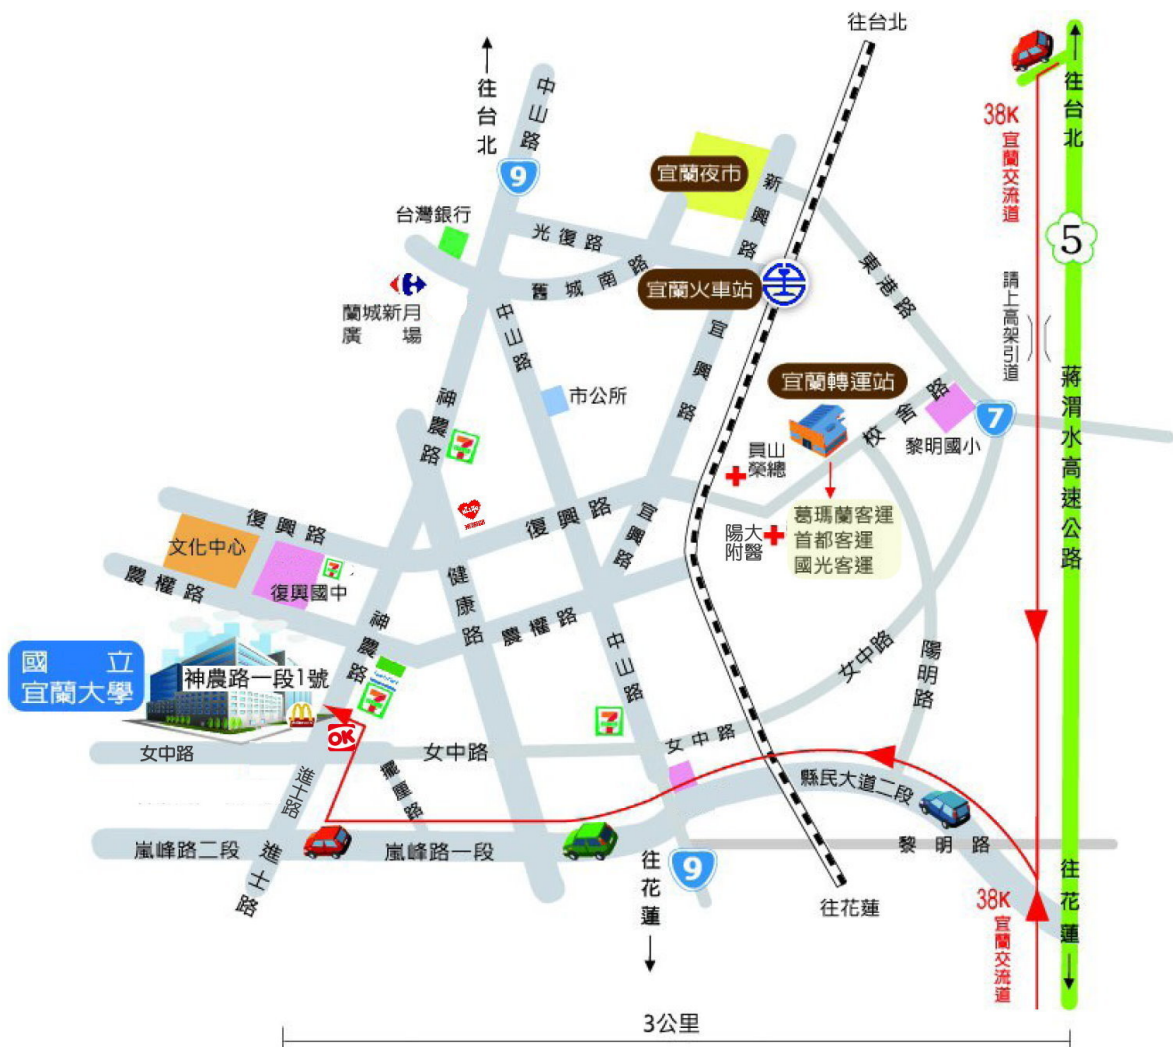 往台北
往台北
中山路
9
38K
宜蘭交流道
往台北
宜蘭夜市
新興路
台灣銀行
光復路
舊城南路
5
東港路
宜蘭火車站
蘭城新月
廣場
中山路
宜興路
請上高架引道
宜蘭轉運站
蔣渭水高速公路
市公所
神農路
7
校舍路
7
黎明國小
員山
榮總
復興路
復興路
宜興路
陽大
附醫
葛瑪蘭客運
首都客運
國光客運
文化中心
7
復興國中
農權路
健康路
神農路
農權路
中山路
女中路
陽明路
國立
宜蘭大學
神農路一段1號
7
7
OK
女中路
女中路
女中路
進士路
擺厘路
縣民大道二段
嵐峰路二段
進士路
嵐峰路一段
黎明路
9
往花蓮
往花蓮
往花蓮
38K
宜蘭交流道
3公里